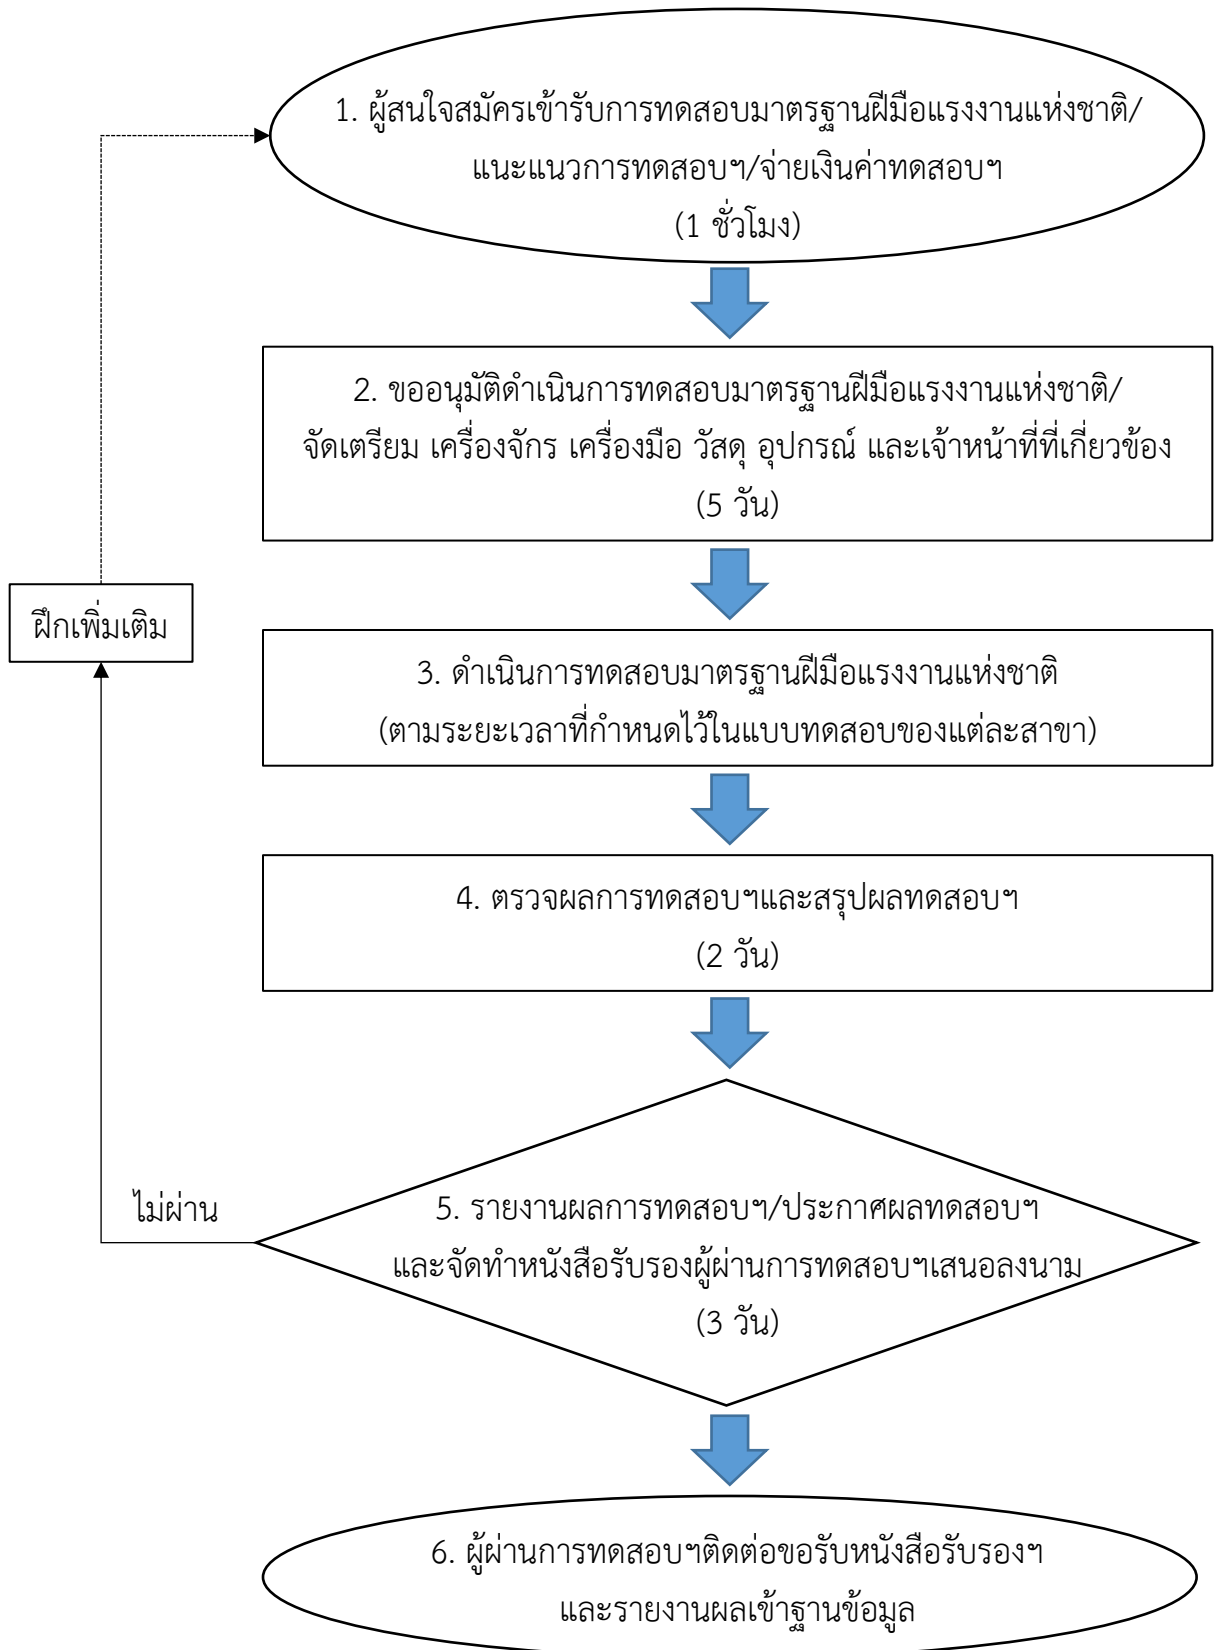 1. ผู้สนใจสมัครเข้ารับการทดสอบมาตรฐานฝีมือแรงงานแห่งชาติ/
แนะแนวการทดสอบฯ/จ่ายเงินค่าทดสอบฯ
(1 ชั่วโมง)
2. ขออนุมัติดำเนินการทดสอบมาตรฐานฝีมือแรงงานแห่งชาติ/
จัดเตรียม เครื่องจักร เครื่องมือ วัสดุ อุปกรณ์ และเจ้าหน้าที่ที่เกี่ยวข้อง
(5 วัน)
ฝึกเพิ่มเติม
3. ดำเนินการทดสอบมาตรฐานฝีมือแรงงานแห่งชาติ
(ตามระยะเวลาที่กำหนดไว้ในแบบทดสอบของแต่ละสาขา)
4. ตรวจผลการทดสอบฯและสรุปผลทดสอบฯ
(2 วัน)
ไม่ผ่าน
5. รายงานผลการทดสอบฯ/ประกาศผลทดสอบฯ
และจัดทำหนังสือรับรองผู้ผ่านการทดสอบฯเสนอลงนาม
(3 วัน)
6. ผู้ผ่านการทดสอบฯติดต่อขอรับหนังสือรับรองฯ
และรายงานผลเข้าฐานข้อมูล